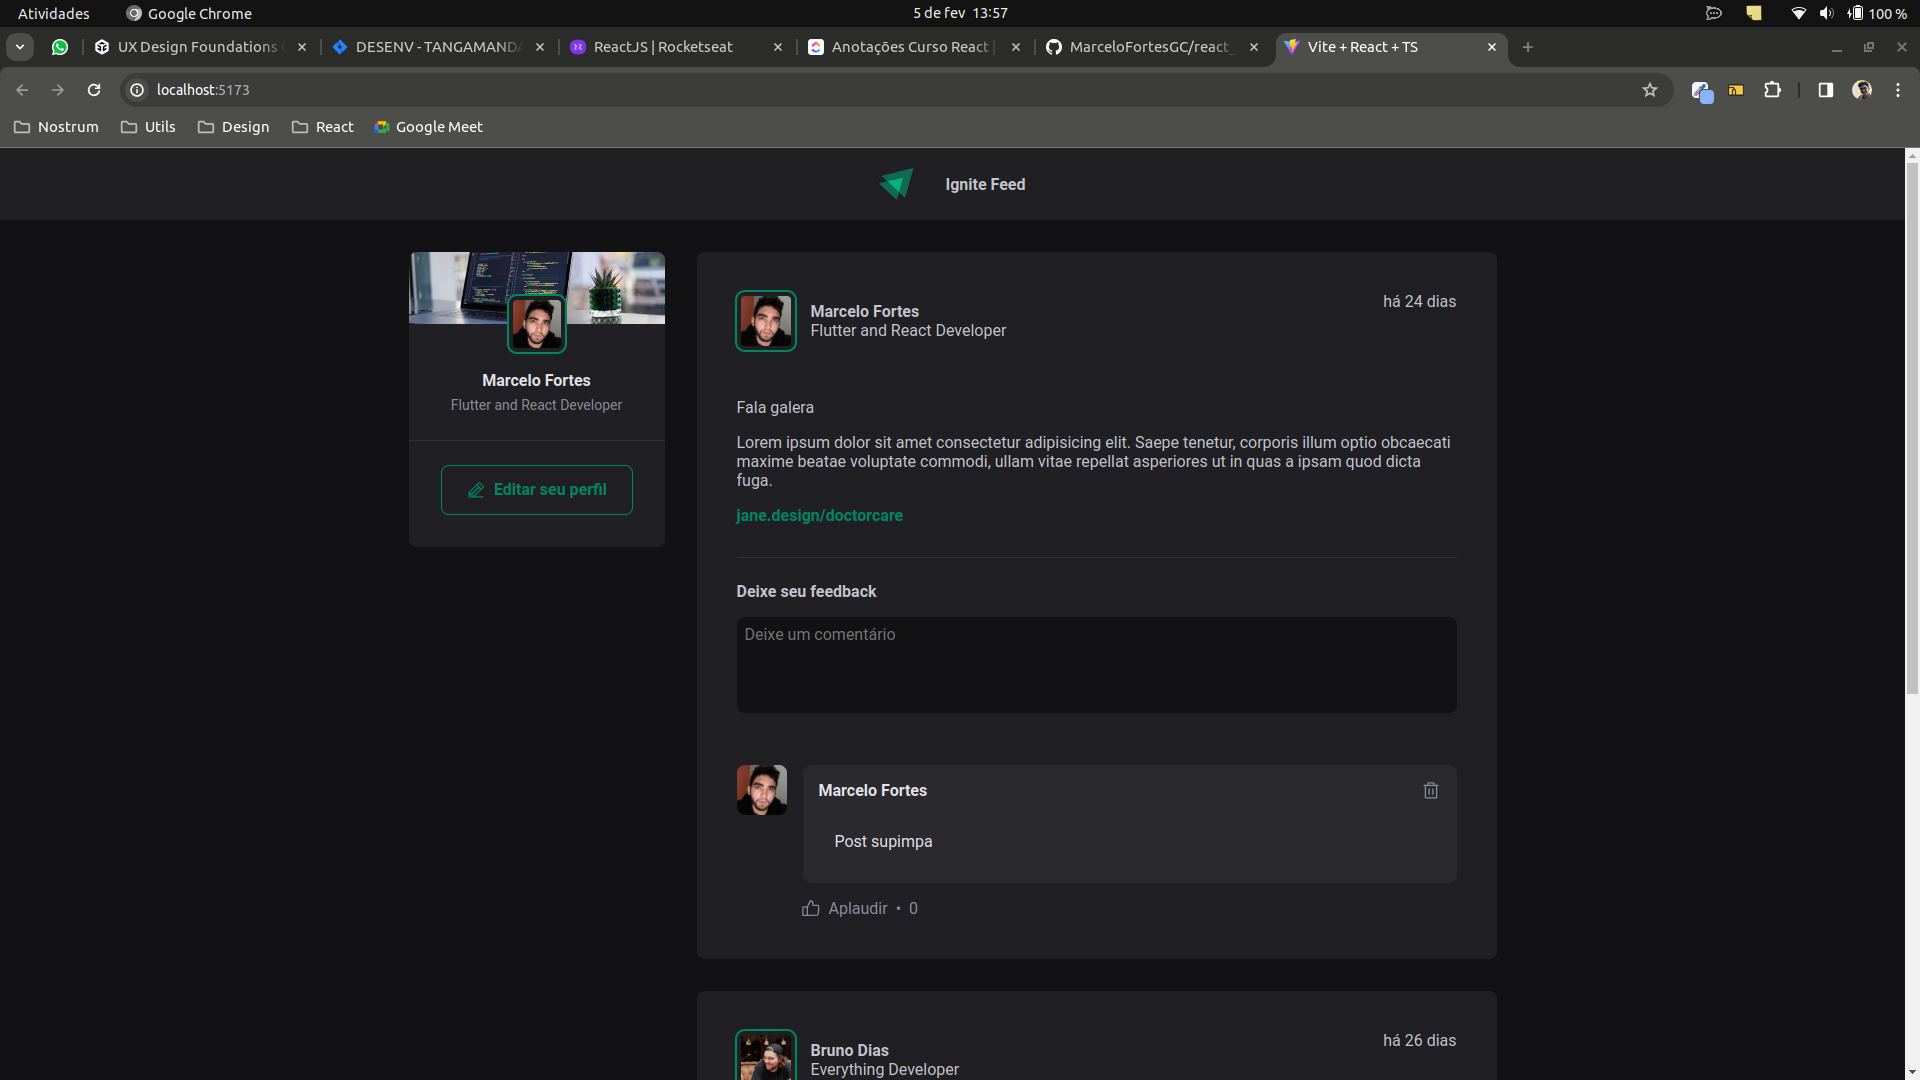 Atividades
Google Chrome
5 de fev 13:57
100 %
UX Design Foundations
DESENV - TANGAMANDA
ReactJS | Rocketseat
Anotações Curso React |
MarceloFortesGC/react_
Vite + React + TS
localhost:5173
Nostrum
Utils
Design
React
Google Meet
Ignite Feed
Marcelo Fortes
Flutter and React Developer
Editar seu perfil
Marcelo Fortes
Flutter and React Developer
há 24 dias
Fala galera
Lorem ipsum dolor sit amet consectetur adipisicing elit. Saepe tenetur, corporis illum optio obcaecati
maxime beatae voluptate commodi, ullam vitae repellat asperiores ut in quas a ipsam quod dicta
fuga.
jane.design/doctorcare
Deixe seu feedback
Deixe um comentário
Marcelo Fortes
Post supimpa
Aplaudir • 0
Bruno Dias
Everything Developer
há 26 dias